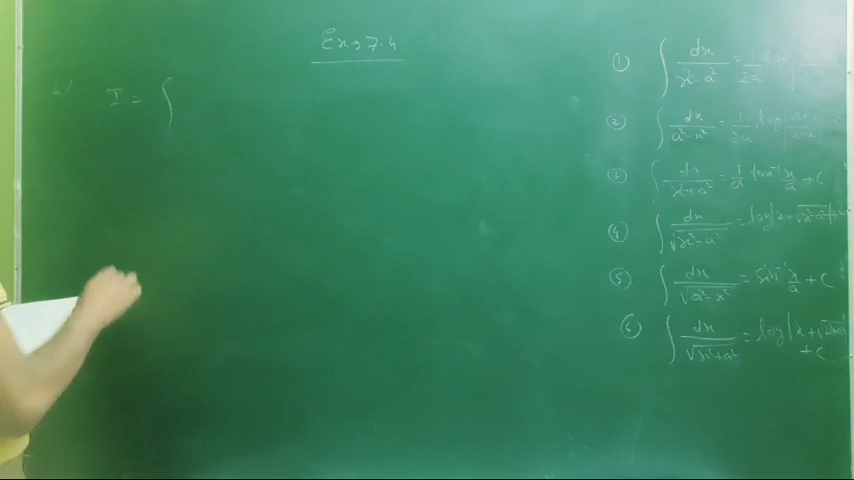 Ex → 7.4
I = ∫
① ∫ dx / x² - a² = 1 / 2a
② ∫ dx / a² - x² = 1 / 2a log
③ ∫ dx / x² + a² = 1/a tan⁻¹ x/a + c
④ ∫ dx / √x² - a² = log|x + √x² - a²| + c
⑤ ∫ dx / √a² - x² = sin⁻¹ x/a + c
⑥ ∫ dx / √x² + a² = log|x + √x² + a²|
+ c